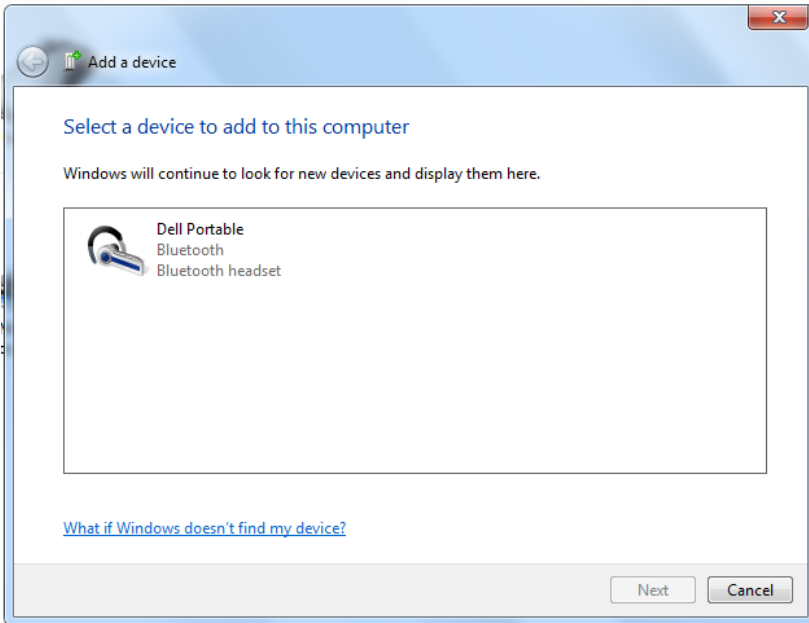 Add a device
Select a device to add to this computer
Windows will continue to look for new devices and display them here.
Dell Portable
Bluetooth
Bluetooth headset
What if Windows doesn't find my device?
Next
Cancel